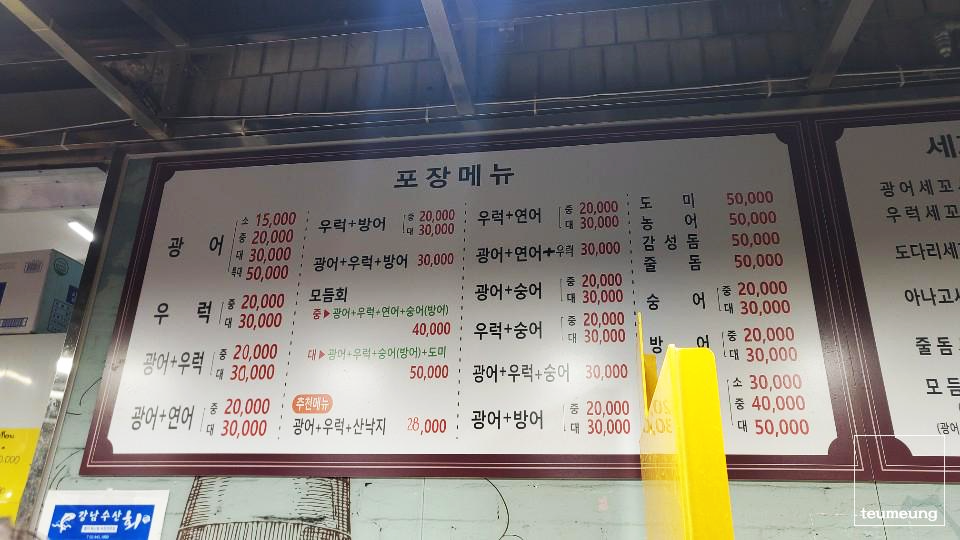 포장메뉴
광어 소 15,000
중 20,000
대 30,000
특대 50,000
우럭 중 20,000
대 30,000
광어+우럭 중 20,000
대 30,000
광어+연어 중 20,000
대 30,000
우럭+방어 중 20,000
대 30,000
광어+우럭+방어 30,000
모듬회
중▶광어+우럭+연어+숭어(방어)
40,000
대▶광어+우럭+숭어(방어)+도미
50,000
추천메뉴
광어+우럭+산낙지 28,000
우럭+연어 중 20,000
대 30,000
광어+연어+우럭 30,000
광어+숭어 중 20,000
대 30,000
우럭+숭어 중 20,000
대 30,000
광어+우럭+숭어 30,000
광어+방어 중 20,000
대 30,000
도미 50,000
농어 50,000
감성돔 50,000
줄돔 50,000
숭어 중 20,000
대 30,000
방어 중 20,000
대 30,000
소 30,000
중 40,000
대 50,000
광어세꼬
우럭세꼬
도다리세
아나고세
줄돔
모듬
(광어
강남수산회
teumeung